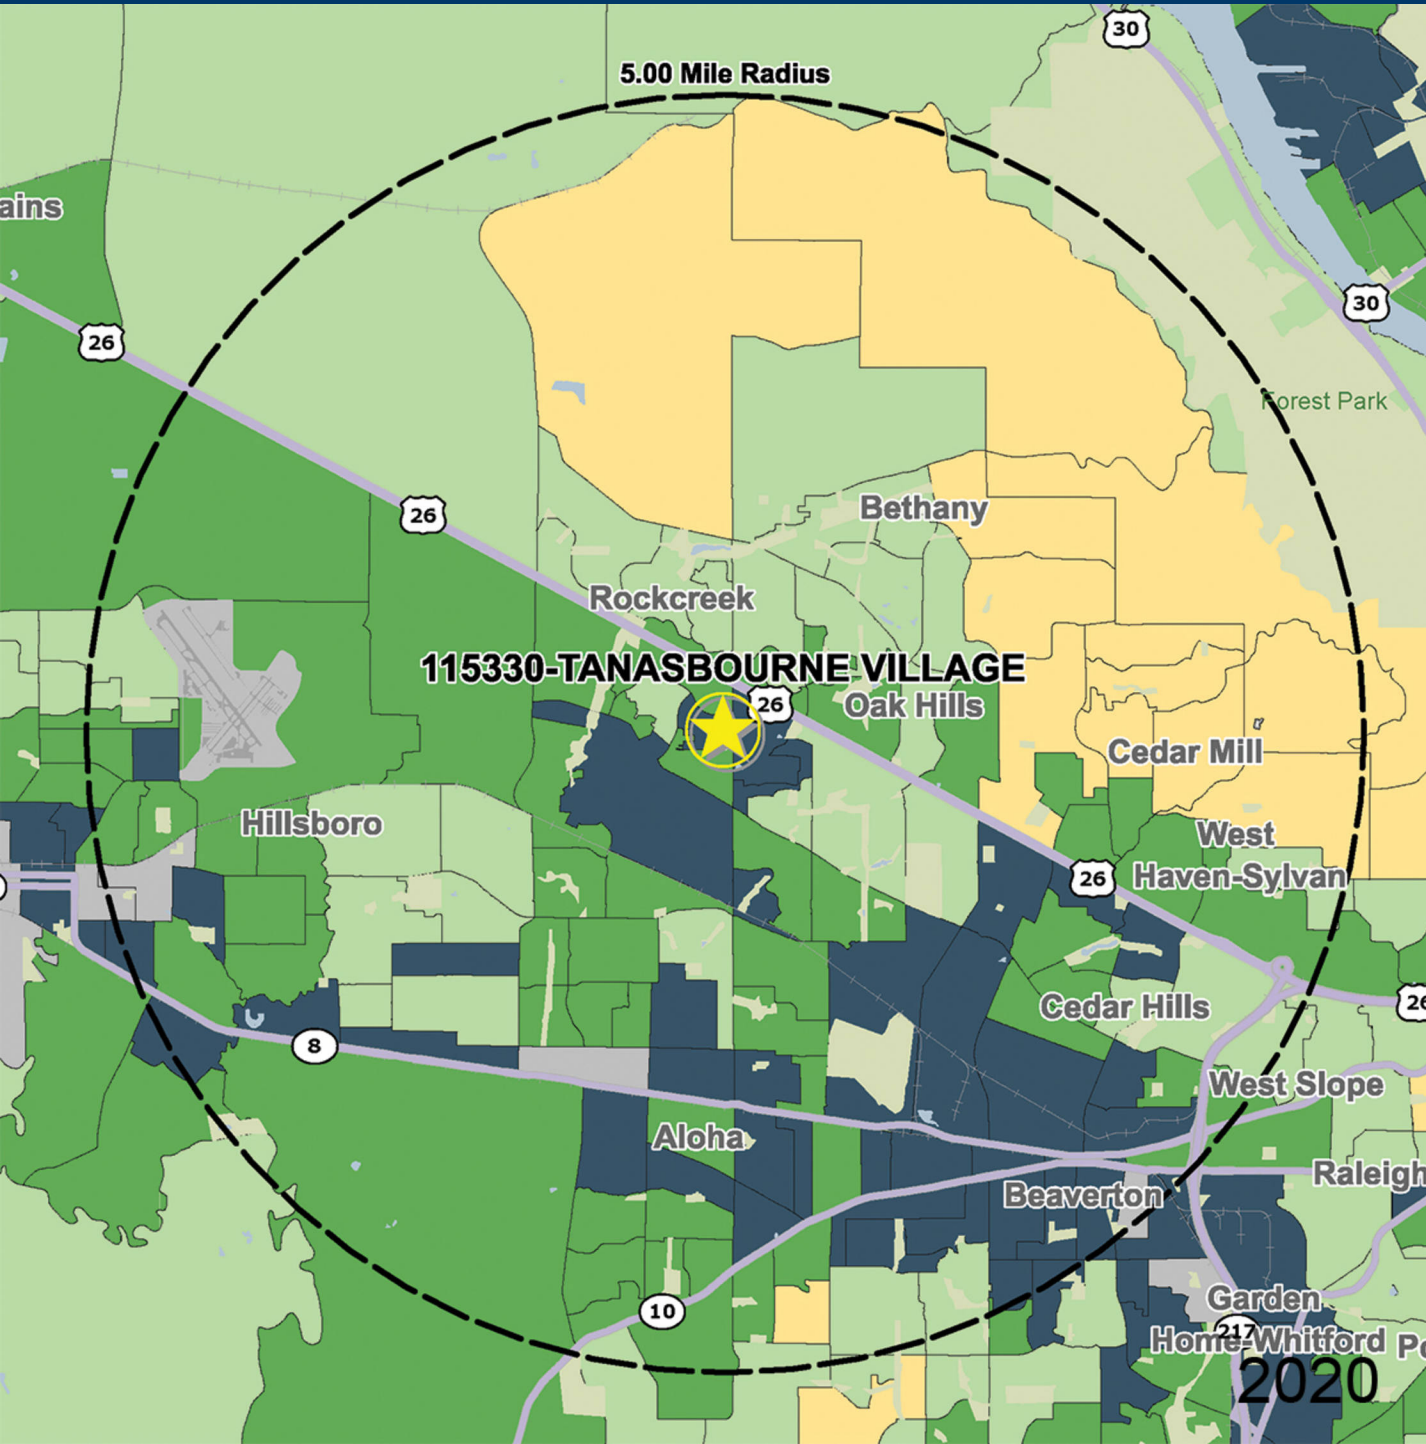 30
5.00 Mile Radius
ains
30
26
Forest Park
26
Bethany
Rockcreek
115330-TANASBOURNE VILLAGE
26
Oak Hills
Cedar Mill
Hillsboro
West
Haven-Sylvan
26
Cedar Hills
26
8
West Slope
Aloha
Raleigh
Beaverton
Garden
10
217
Home-Whitford
Po
2020